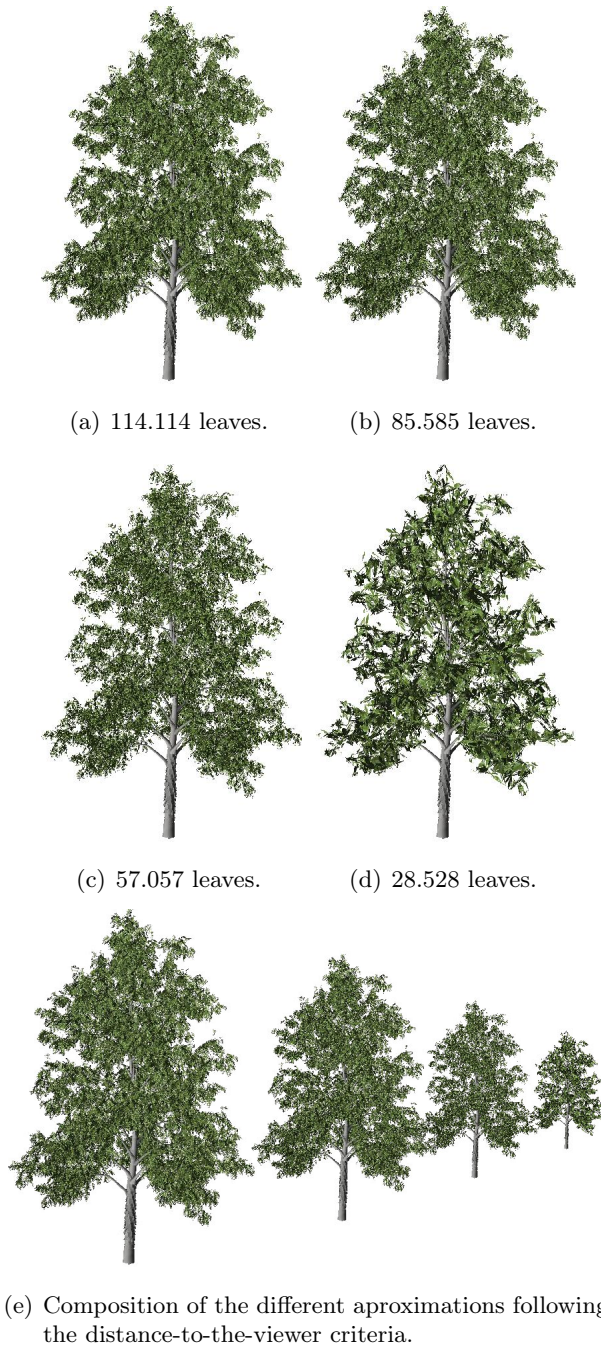 (a) 114.114 leaves.
(b) 85.585 leaves.
(c) 57.057 leaves.
(d) 28.528 leaves.
(e) Composition of the different aproximations following
the distance-to-the-viewer criteria.